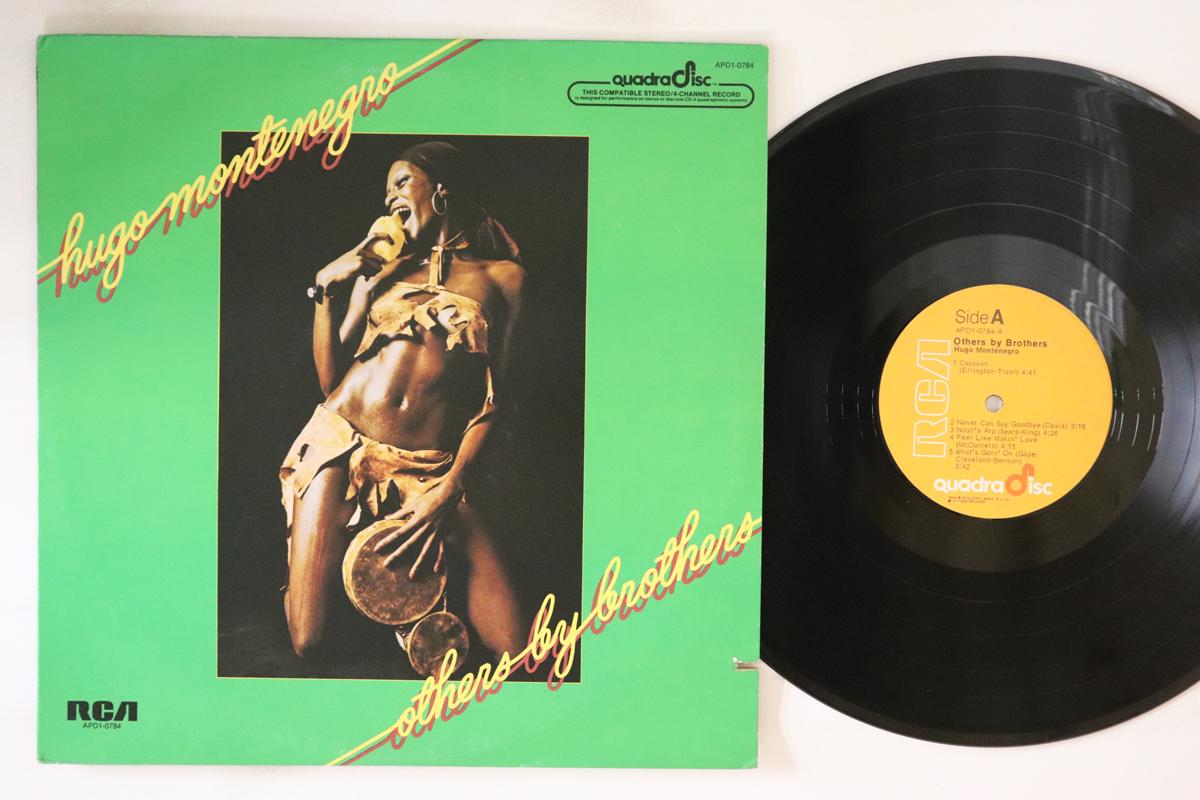 hugo montenegro
APD1-0784
quadradisc
THIS COMPATIBLE STEREO/4-CHANNEL RECORD
is designed for performance on stereo or discrete CD-4 quadraphonic systems
others by brothers
RCA
APD1-0784
Side A
APD1-0784-A
Others by Brothers
Hugo Montenegro
1 Caravan
(Ellington-Tizol) 4:41
2 Never Can Say Goodbye (Davis) 3:16
3 Noah's Arp (Sears-King) 4:26
4 Feel Like Makin' Love
(McDaniels) 4:15
5 What's Goin' On (Gaye-
Cleveland-Benson)
3:42
RCA
quadradisc